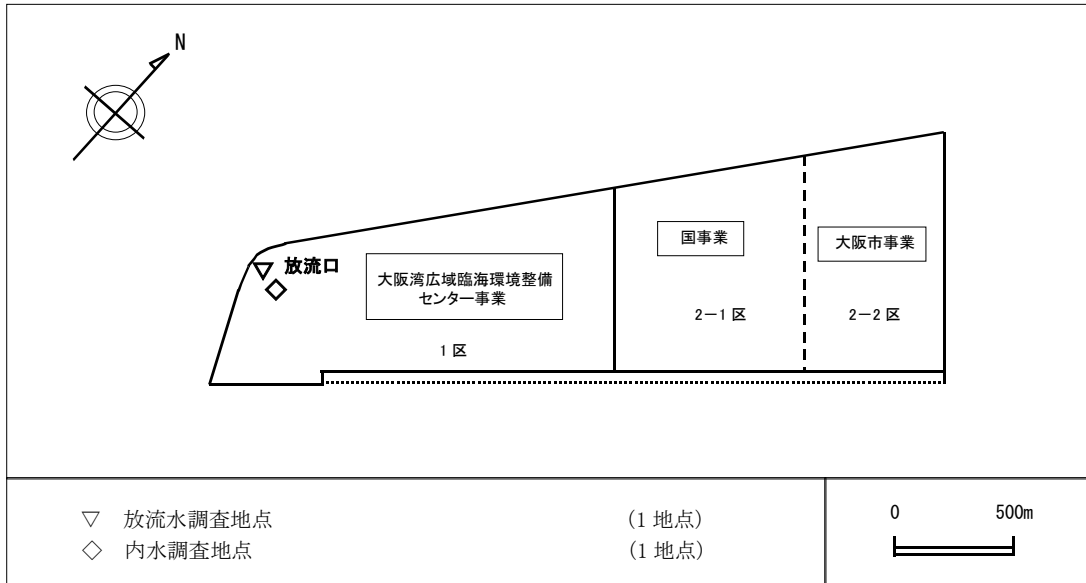 N
放流口
大阪湾広域臨海環境整備
センター事業
1 区
国事業
2－1 区
大阪市事業
2－2 区
▽ 放流水調査地点 (1 地点)
◇ 内水調査地点 (1 地点)
0 500m